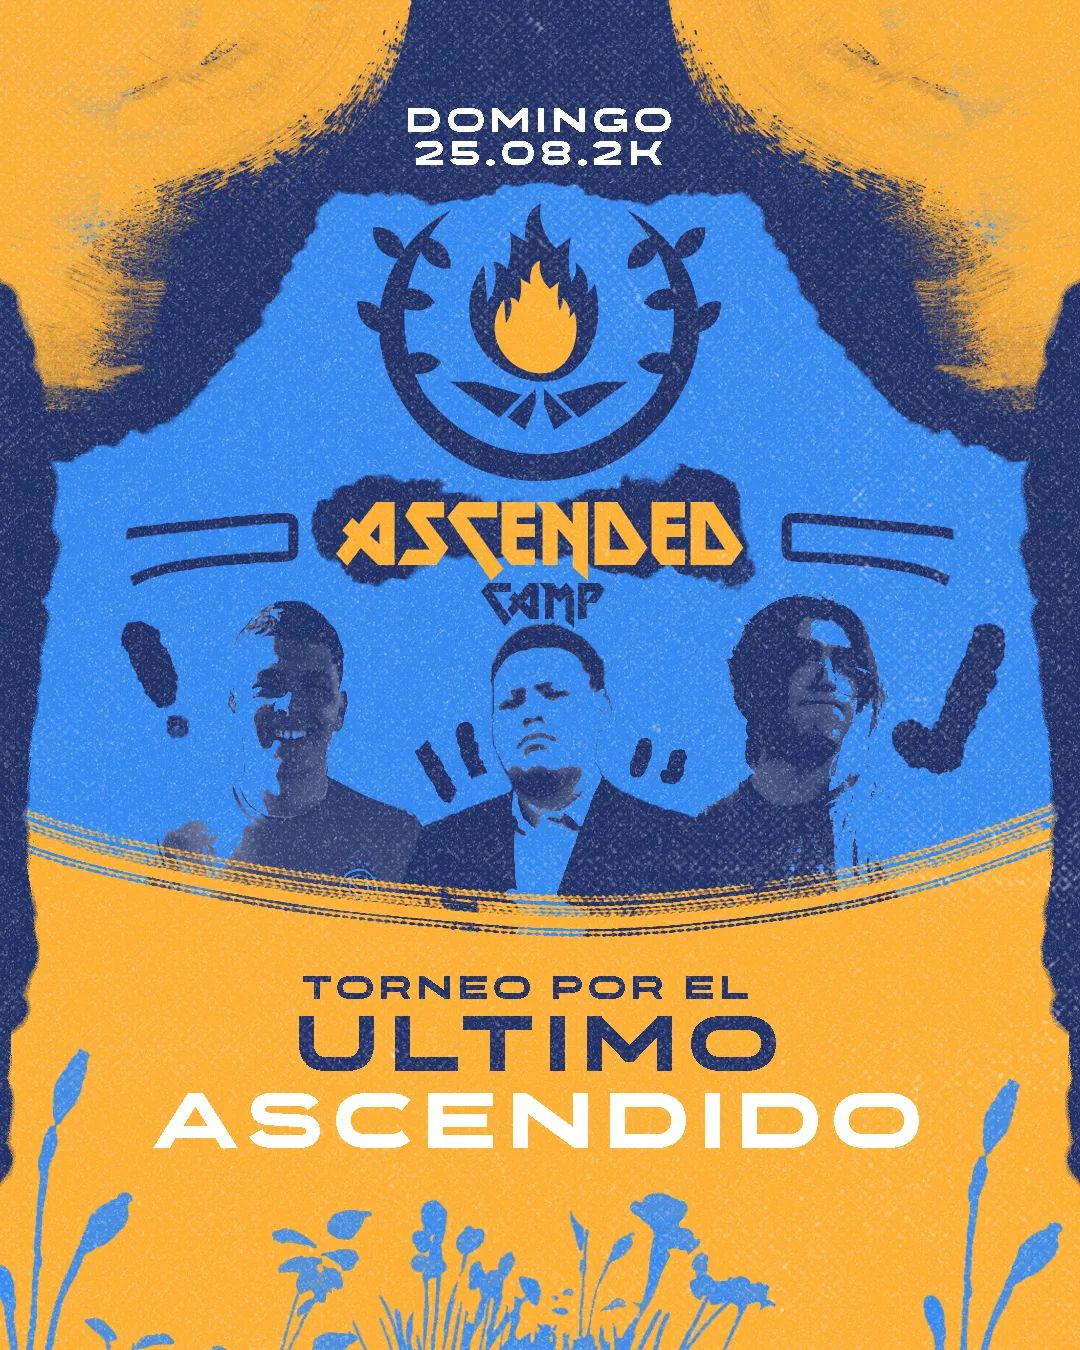 DOMINGO
25.08.2K
ASCENDED
CAMP
TORNEO POR EL
ULTIMO
ASCENDIDO